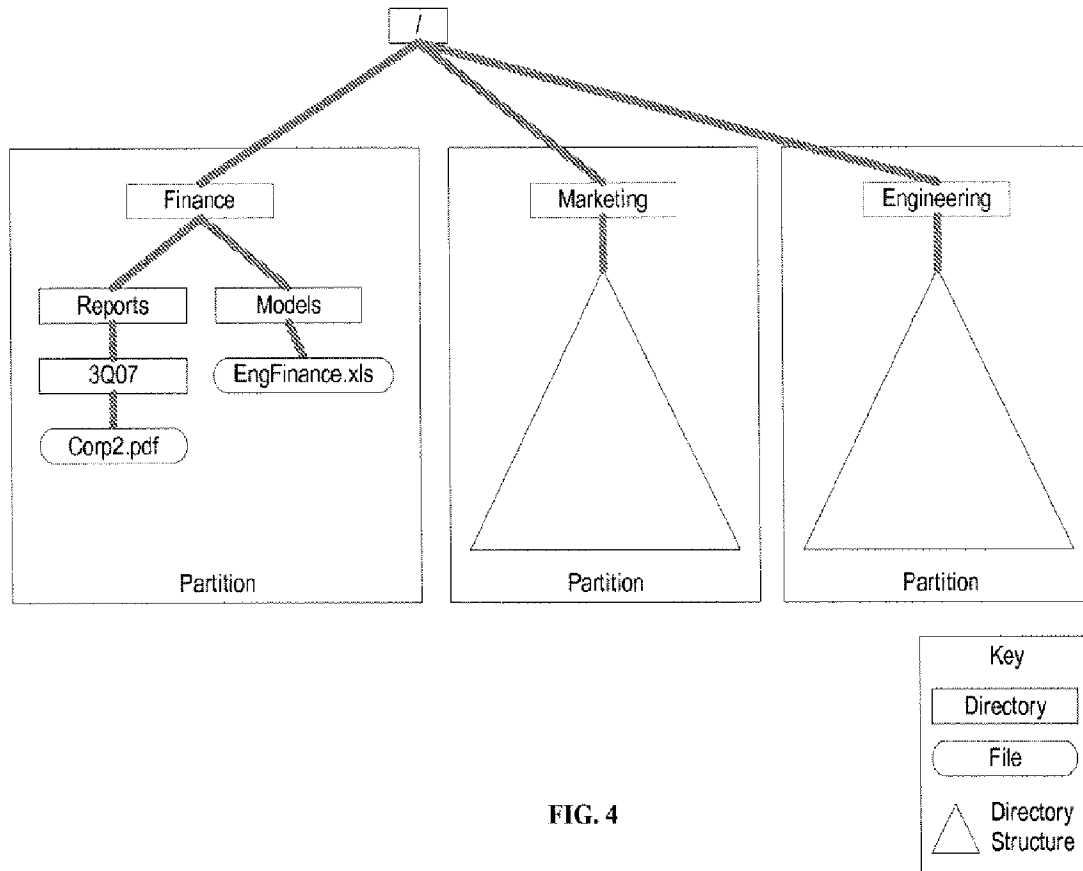 /
Finance
Marketing
Engineering
Reports
Models
3Q07
EngFinance.xls
Corp2.pdf
Partition
Partition
Partition
Key
Directory
File
Directory
Structure
FIG. 4